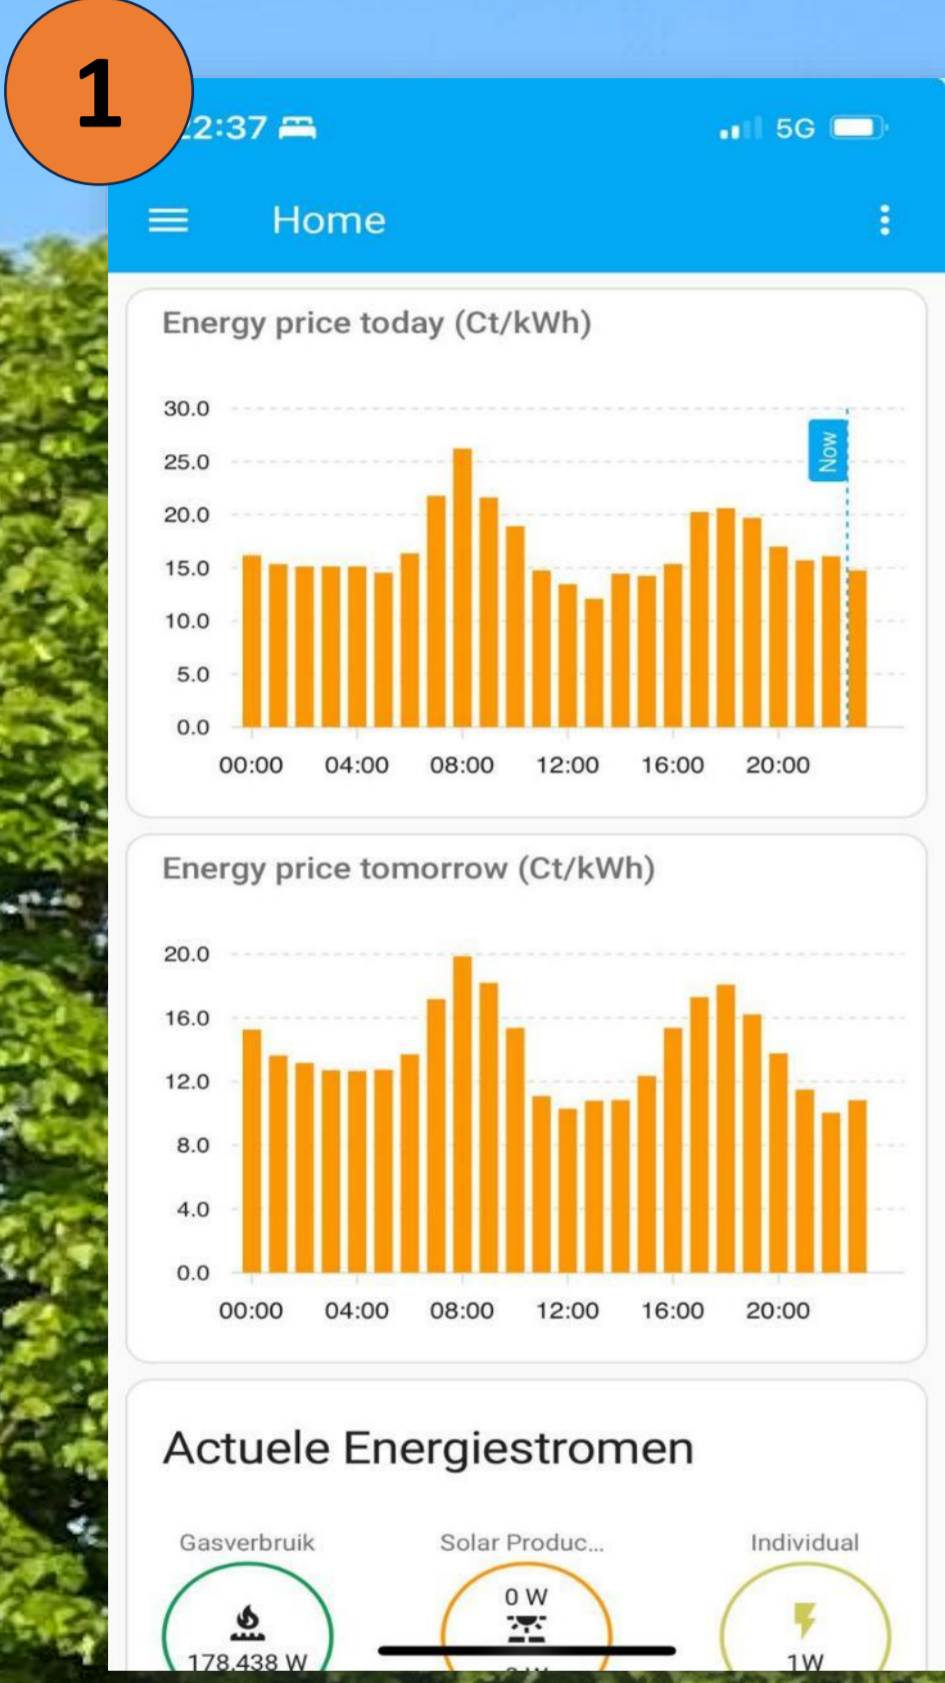 1
2:37
5G
Home
Energy price today (Ct/kWh)
30.0
Now
25.0
20.0
15.0
10.0
5.0
0.0
00:00 04:00 08:00 12:00 16:00 20:00
Energy price tomorrow (Ct/kWh)
20.0
16.0
12.0
8.0
4.0
0.0
00:00 04:00 08:00 12:00 16:00 20:00
Actuele Energiestromen
Gasverbruik Solar Produc... Individual
0 W
178.438 W 1W